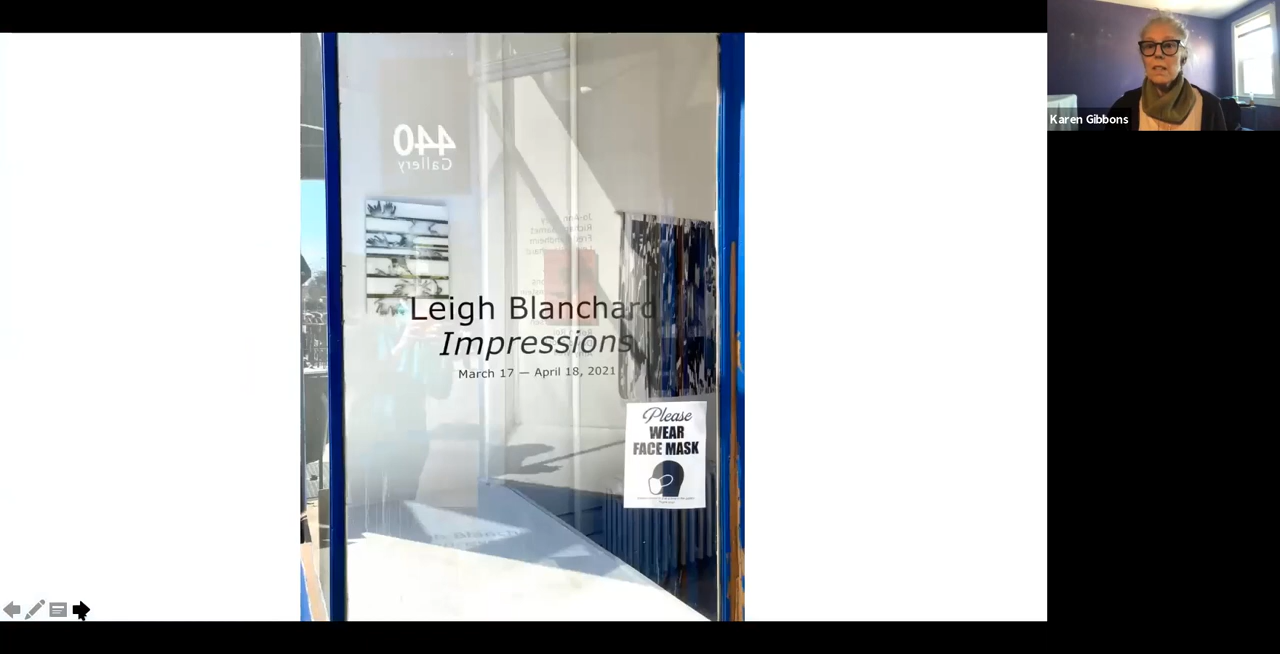 440
Gallery
Leigh Blanchard
Impressions
March 17 — April 18, 2021
Please
WEAR
FACE MASK
Karen Gibbons